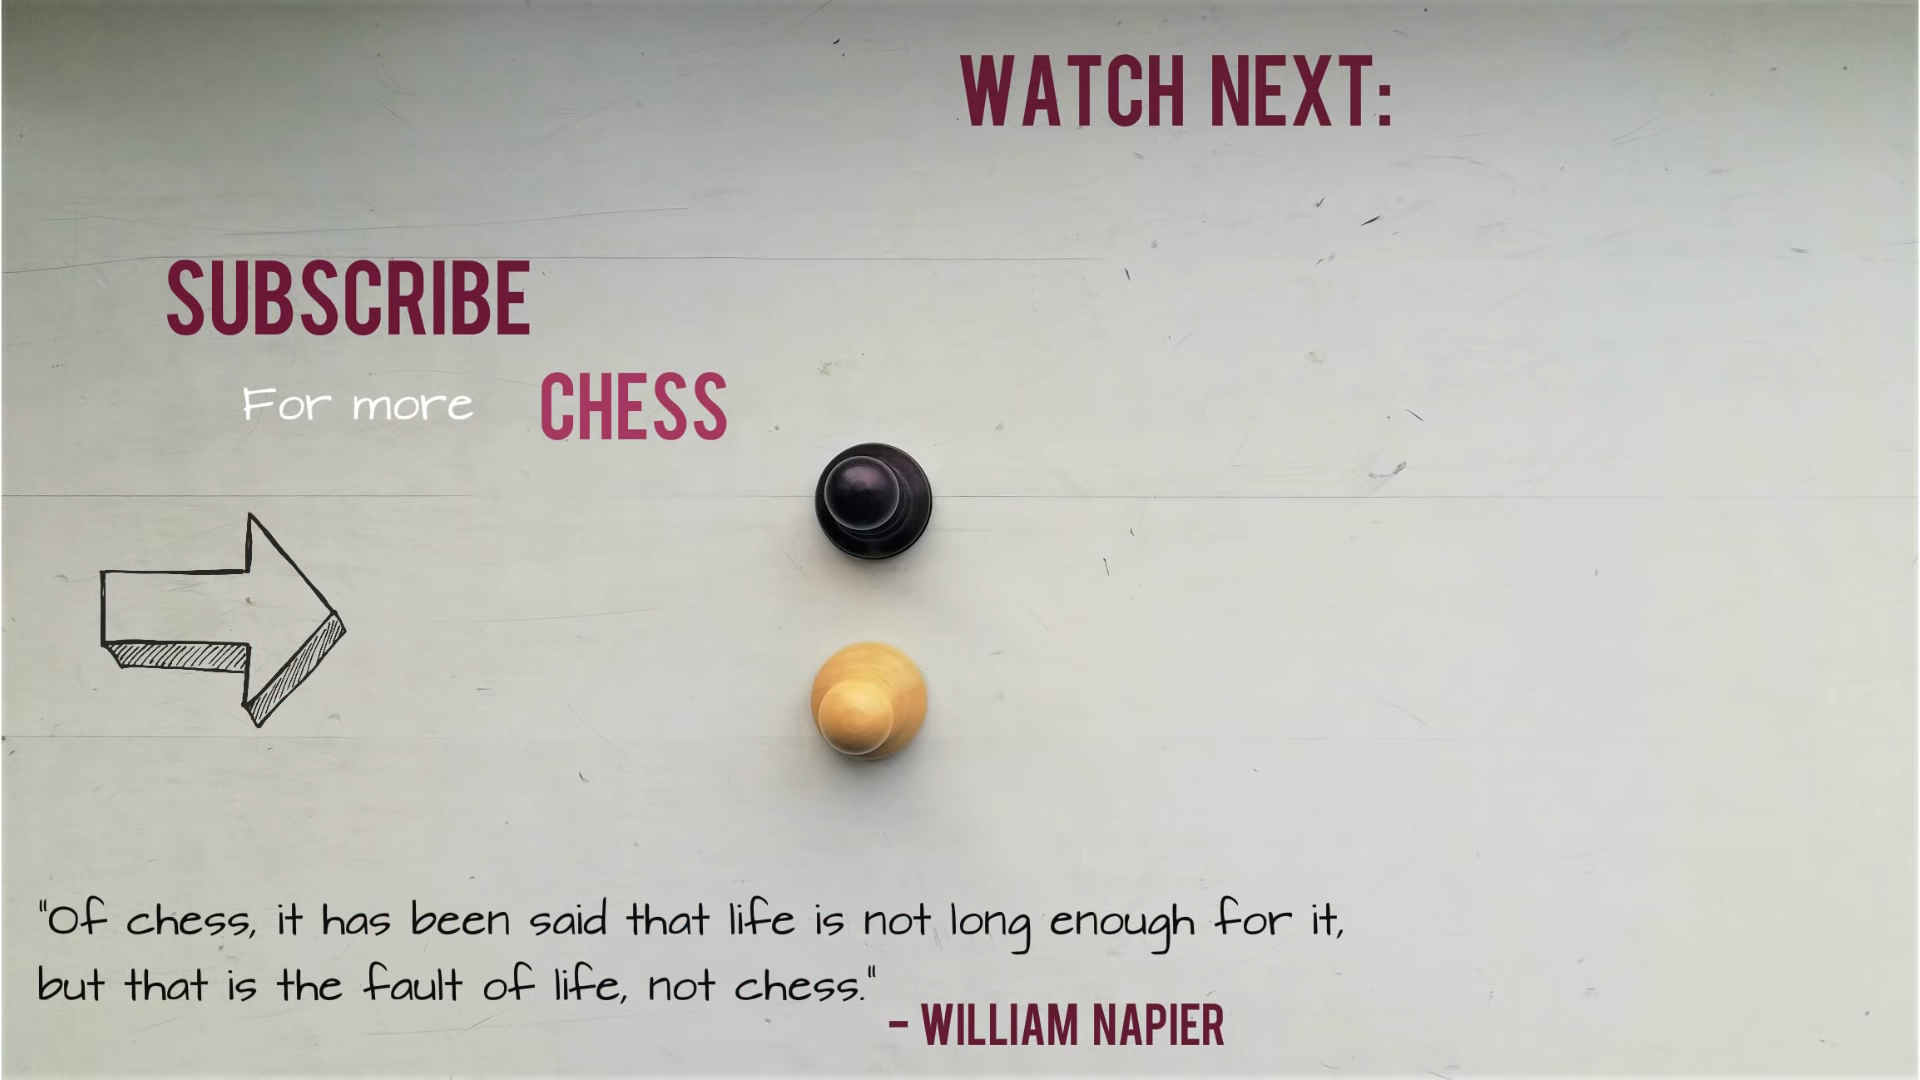 WATCH NEXT:
SUBSCRIBE
For more CHESS
"Of chess, it has been said that life is not long enough for it,
but that is the fault of life, not chess."
- WILLIAM NAPIER